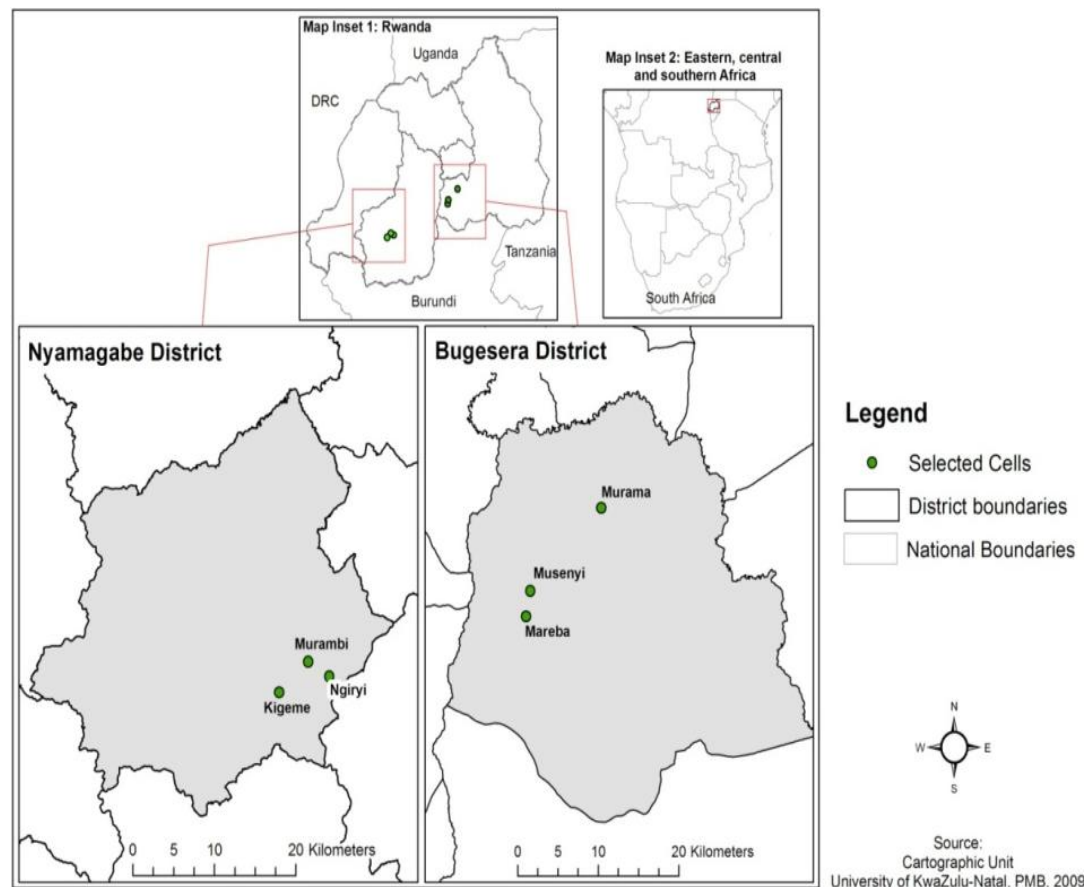 Map Inset 1: Rwanda
Uganda
DRC
Tanzania
Burundi
Map Inset 2: Eastern, central
and southern Africa
South Africa
Nyamagabe District
Murambi
Ngiryi
Kigeme
0 5 10 20 Kilometers
Bugesera District
Murama
Musenyi
Mareba
0 5 10 20 Kilometers
Legend
Selected Cells
District boundaries
National Boundaries
N
W E
S
Source:
Cartographic Unit
University of KwaZulu-Natal, PMB, 2009